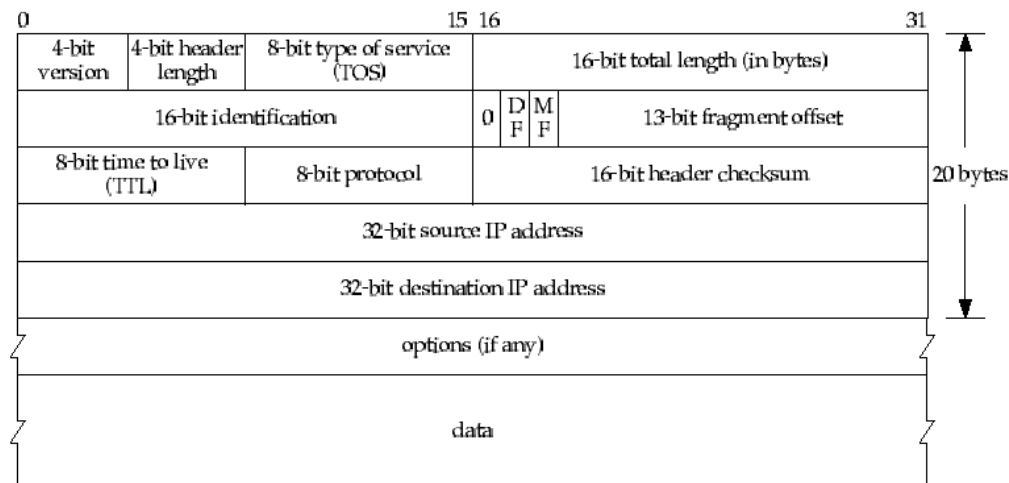 0 15 16 31
4-bit version 4-bit header length 8-bit type of service (TOS) 16-bit total length (in bytes)
16-bit identification 0 DF MF 13-bit fragment offset
8-bit time to live (TTL) 8-bit protocol 16-bit header checksum 20 bytes
32-bit source IP address
32-bit destination IP address
options (if any)
data